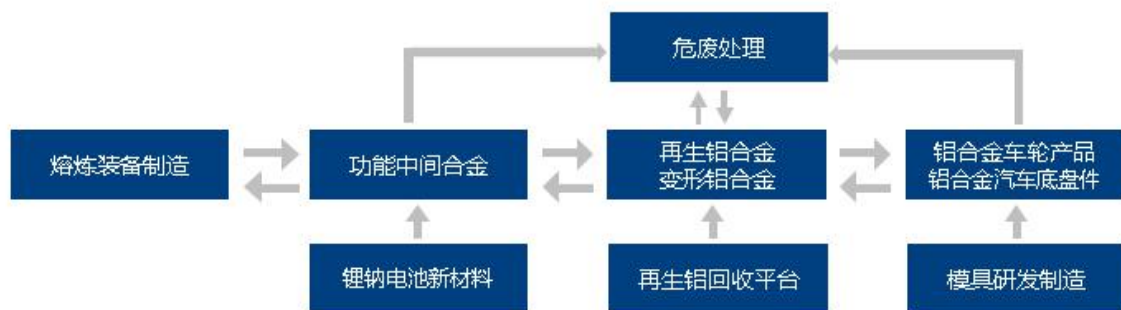 危废处理
熔炼装备制造
功能中间合金
再生铝合金
变形铝合金
铝合金车轮产品
铝合金汽车底盘件
锂钠电池新材料
再生铝回收平台
模具研发制造